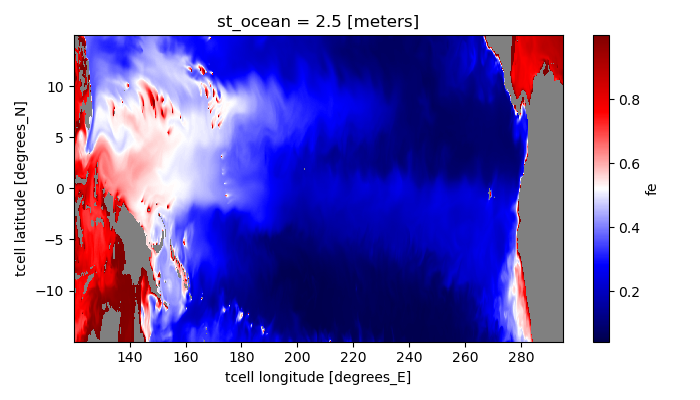 st_ocean = 2.5 [meters]
10
5
0
−5
−10
tcell latitude [degrees_N]
140 160 180 200 220 240 260 280
tcell longitude [degrees_E]
0.8
0.6
0.4
0.2
fe